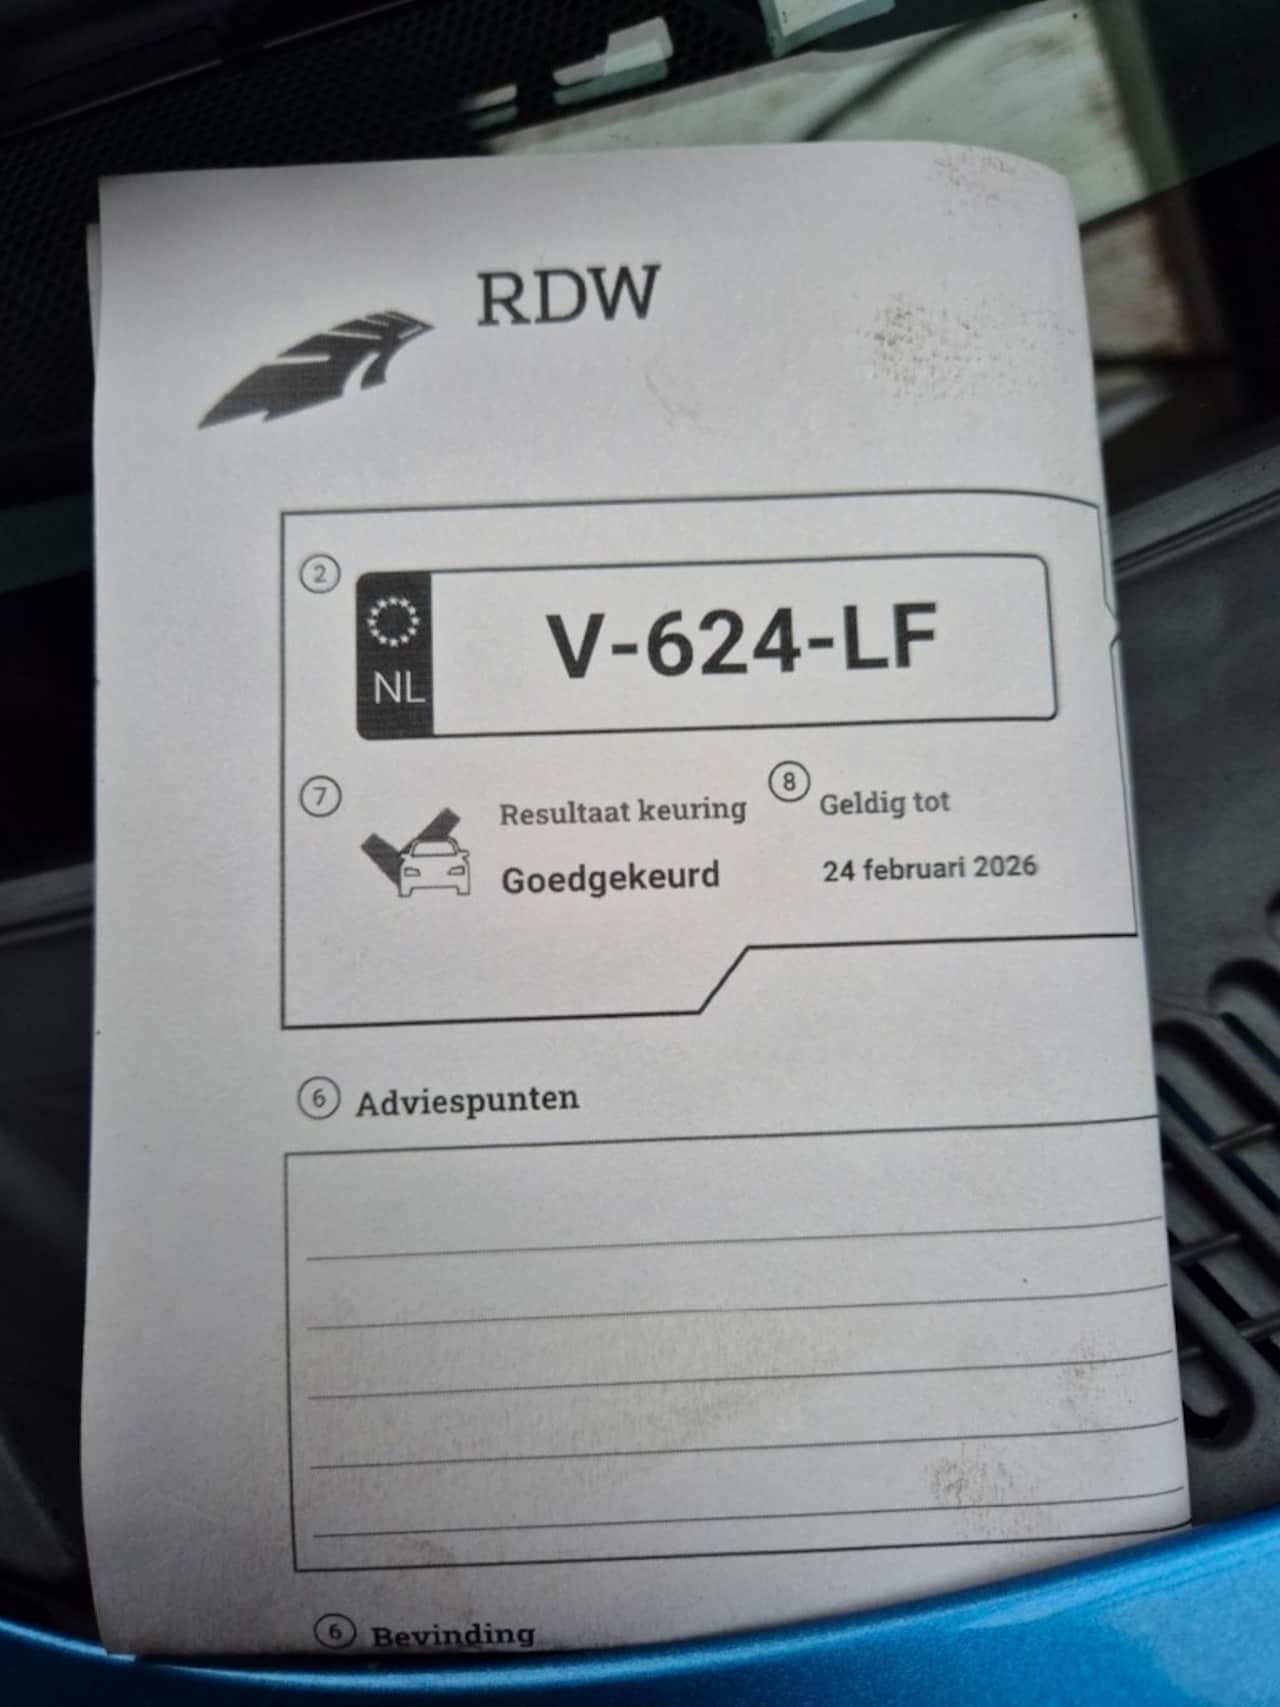 RDW
2
NL
V-624-LF
7
Resultaat keuring
8
Geldig tot
Goedgekeurd
24 februari 2026
6 Adviespunten
6 Bevinding